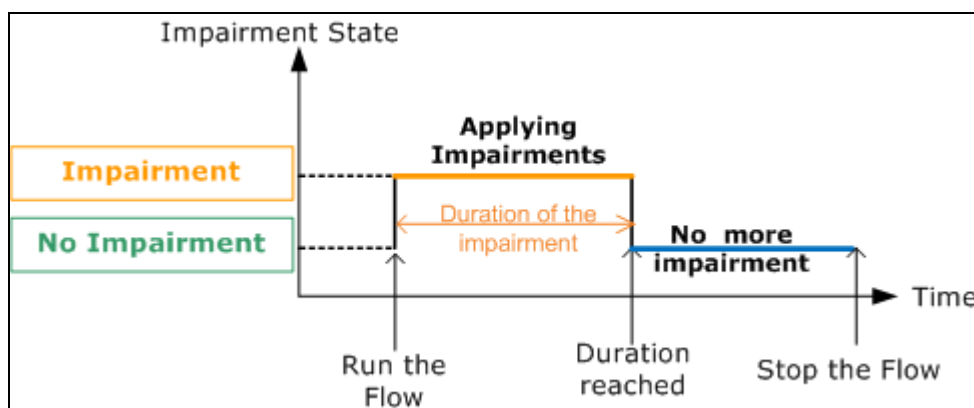 Impairment State
Applying
Impairments
Impairment
Duration of the
impairment
No Impairment
No more
impairment
Time
Run the
Flow
Duration
reached
Stop the Flow